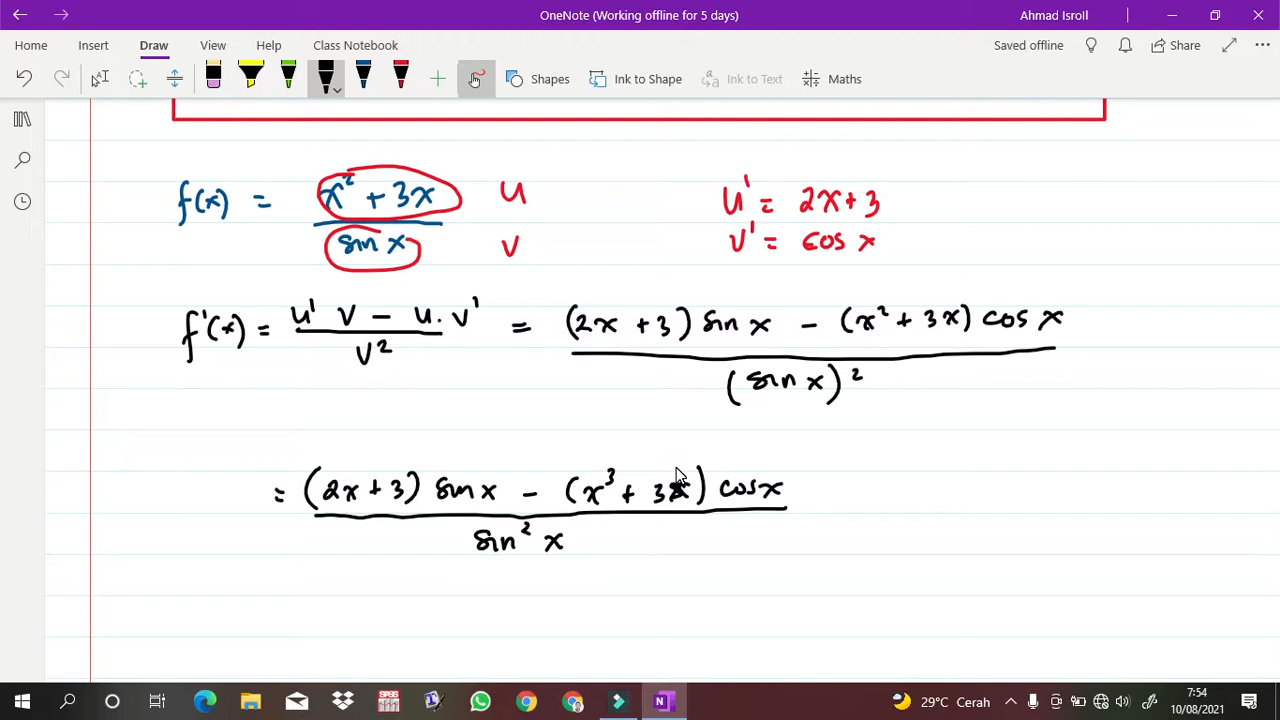 OneNote (Working offline for 5 days)
Ahmad IsroII
Home Insert Draw View Help Class Notebook
Saved offline Share
Shapes Ink to Shape Ink to Text Maths
f(x) = x² + 3x / sin x
u
v
u' = 2x + 3
v' = cos x
f'(x) = u' v − u . v' / v² = (2x + 3) sin x − (x² + 3x) cos x / (sin x)²
= (2x + 3) sin x − (x³ + 3x) cos x / sin² x
29°C Cerah
7:54
10/08/2021